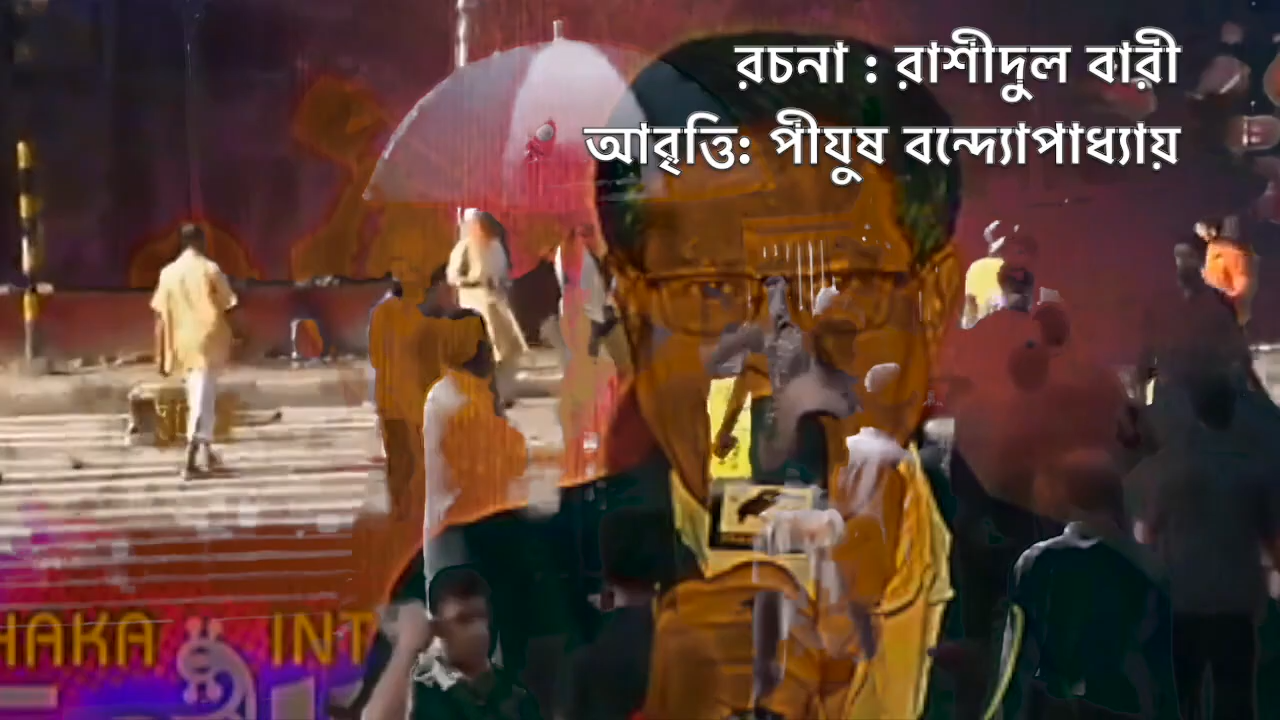 রচনা : রাশীদুল বারী
আবৃত্তি: পীযুষ বন্দ্যোপাধ্যায়
HAKA INT